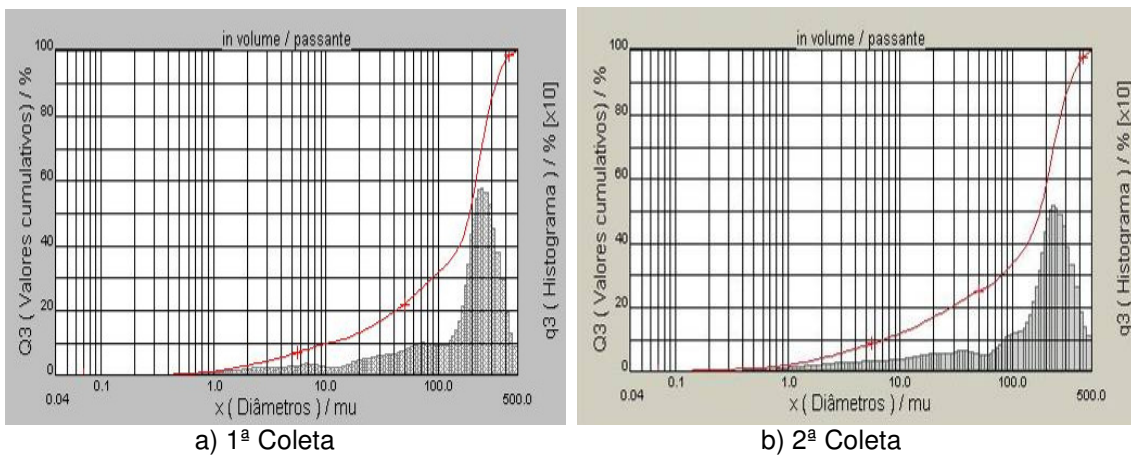 in volume / passante
Q3 ( Valores cumulativos) / %
100
80
60
40
20
0
q3 ( Histograma ) / % [x10]
0.04
0.1
1.0
10.0
100.0
500.0
x ( Diâmetros ) / mu
a) 1ª Coleta
in volume / passante
Q3 ( Valores cumulativos) / %
100
80
60
40
20
0
q3 ( Histograma ) / % [x10]
0.04
0.1
1.0
10.0
100.0
500.0
x ( Diâmetros ) / mu
b) 2ª Coleta